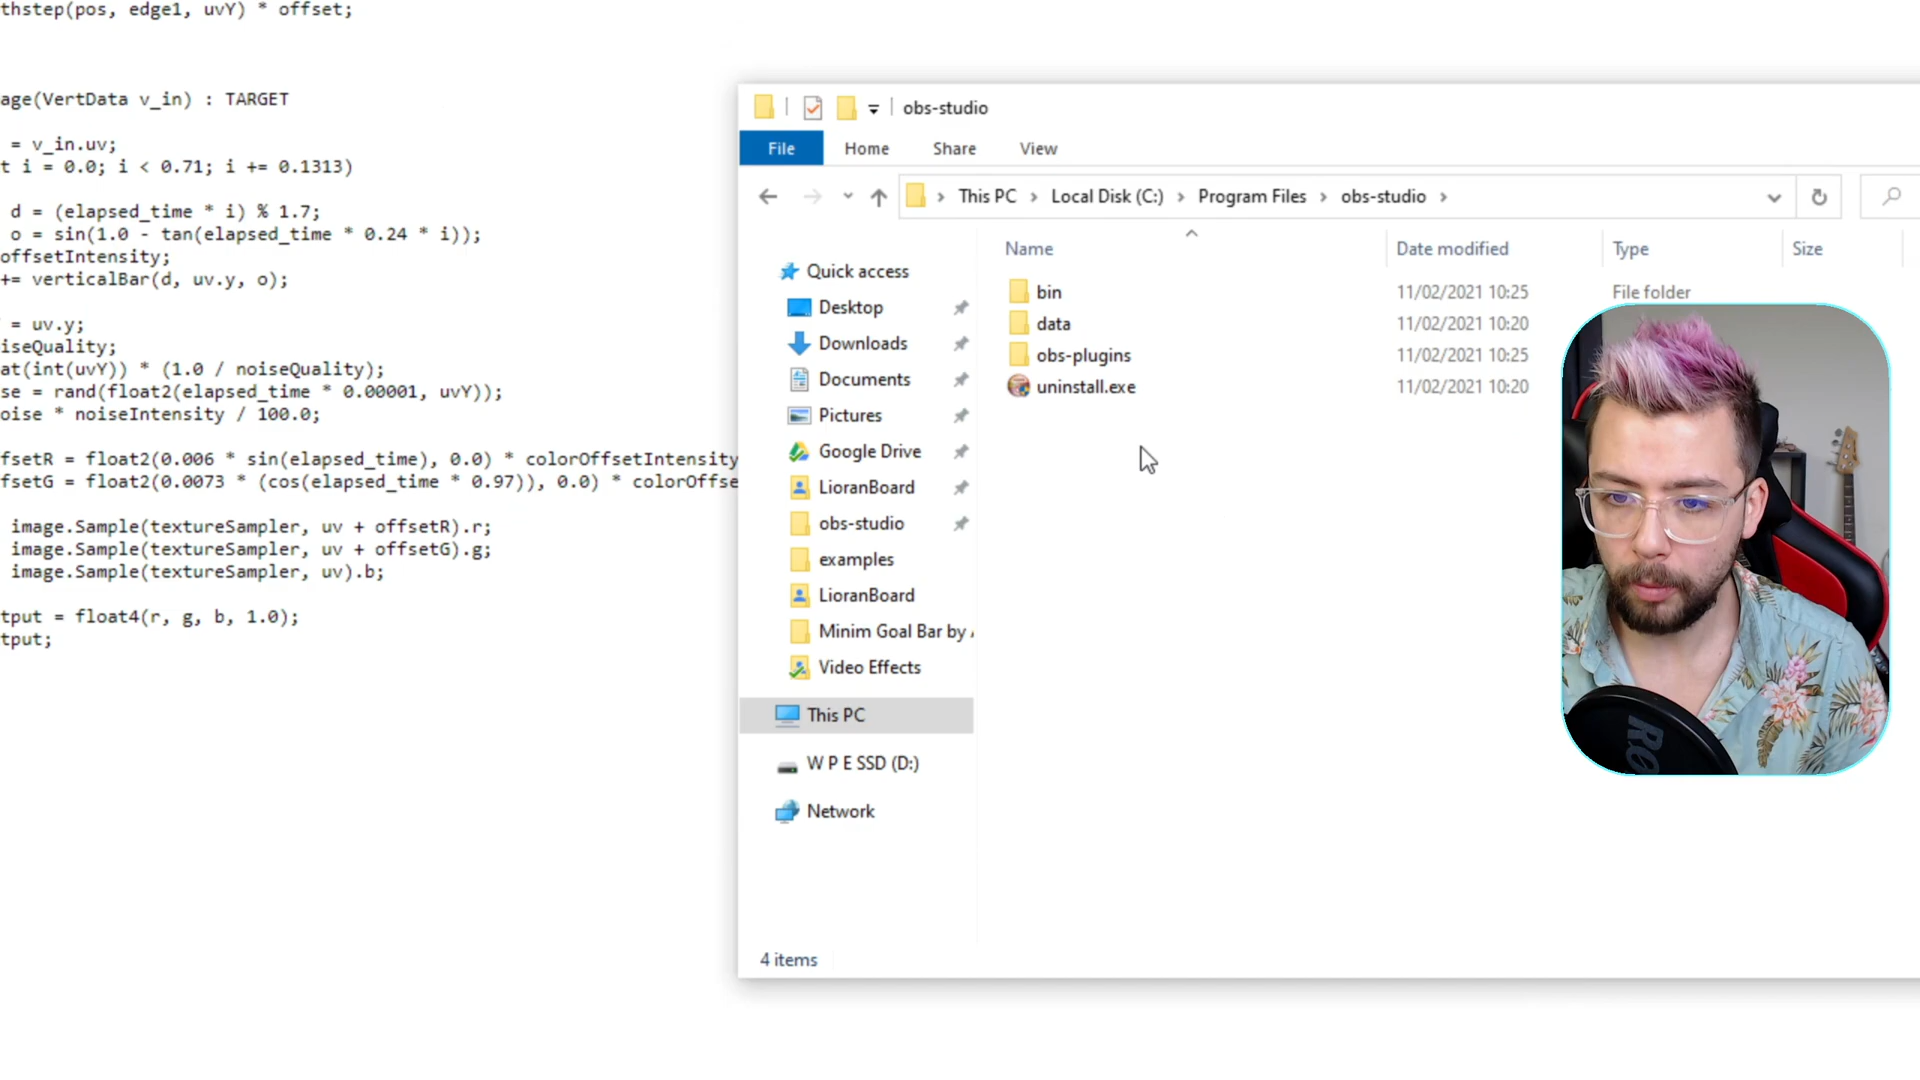 thstep(pos, edge1, uvY) * offset;
age(VertData v_in) : TARGET
= v_in.uv;
t i = 0.0; i < 0.71; i += 0.1313)
d = (elapsed_time * i) % 1.7;
o = sin(1.0 - tan(elapsed_time * 0.24 * i));
offsetIntensity;
+= verticalBar(d, uv.y, o);
= uv.y;
iseQuality;
at(int(uvY)) * (1.0 / noiseQuality);
se = rand(float2(elapsed_time * 0.00001, uvY));
oise * noiseIntensity / 100.0;
fsetR = float2(0.006 * sin(elapsed_time), 0.0) * colorOffsetIntensity
fsetG = float2(0.0073 * (cos(elapsed_time * 0.97)), 0.0) * colorOffse
image.Sample(textureSampler, uv + offsetR).r;
image.Sample(textureSampler, uv + offsetG).g;
image.Sample(textureSampler, uv).b;
tput = float4(r, g, b, 1.0);
tput;
obs-studio
File Home Share View
This PC > Local Disk (C:) > Program Files > obs-studio >
Name Date modified Type Size
bin 11/02/2021 10:25 File folder
data 11/02/2021 10:20
obs-plugins 11/02/2021 10:25
uninstall.exe 11/02/2021 10:20
Quick access
Desktop
Downloads
Documents
Pictures
Google Drive
LioranBoard
obs-studio
examples
LioranBoard
Minim Goal Bar by
Video Effects
This PC
W P E SSD (D:)
Network
4 items